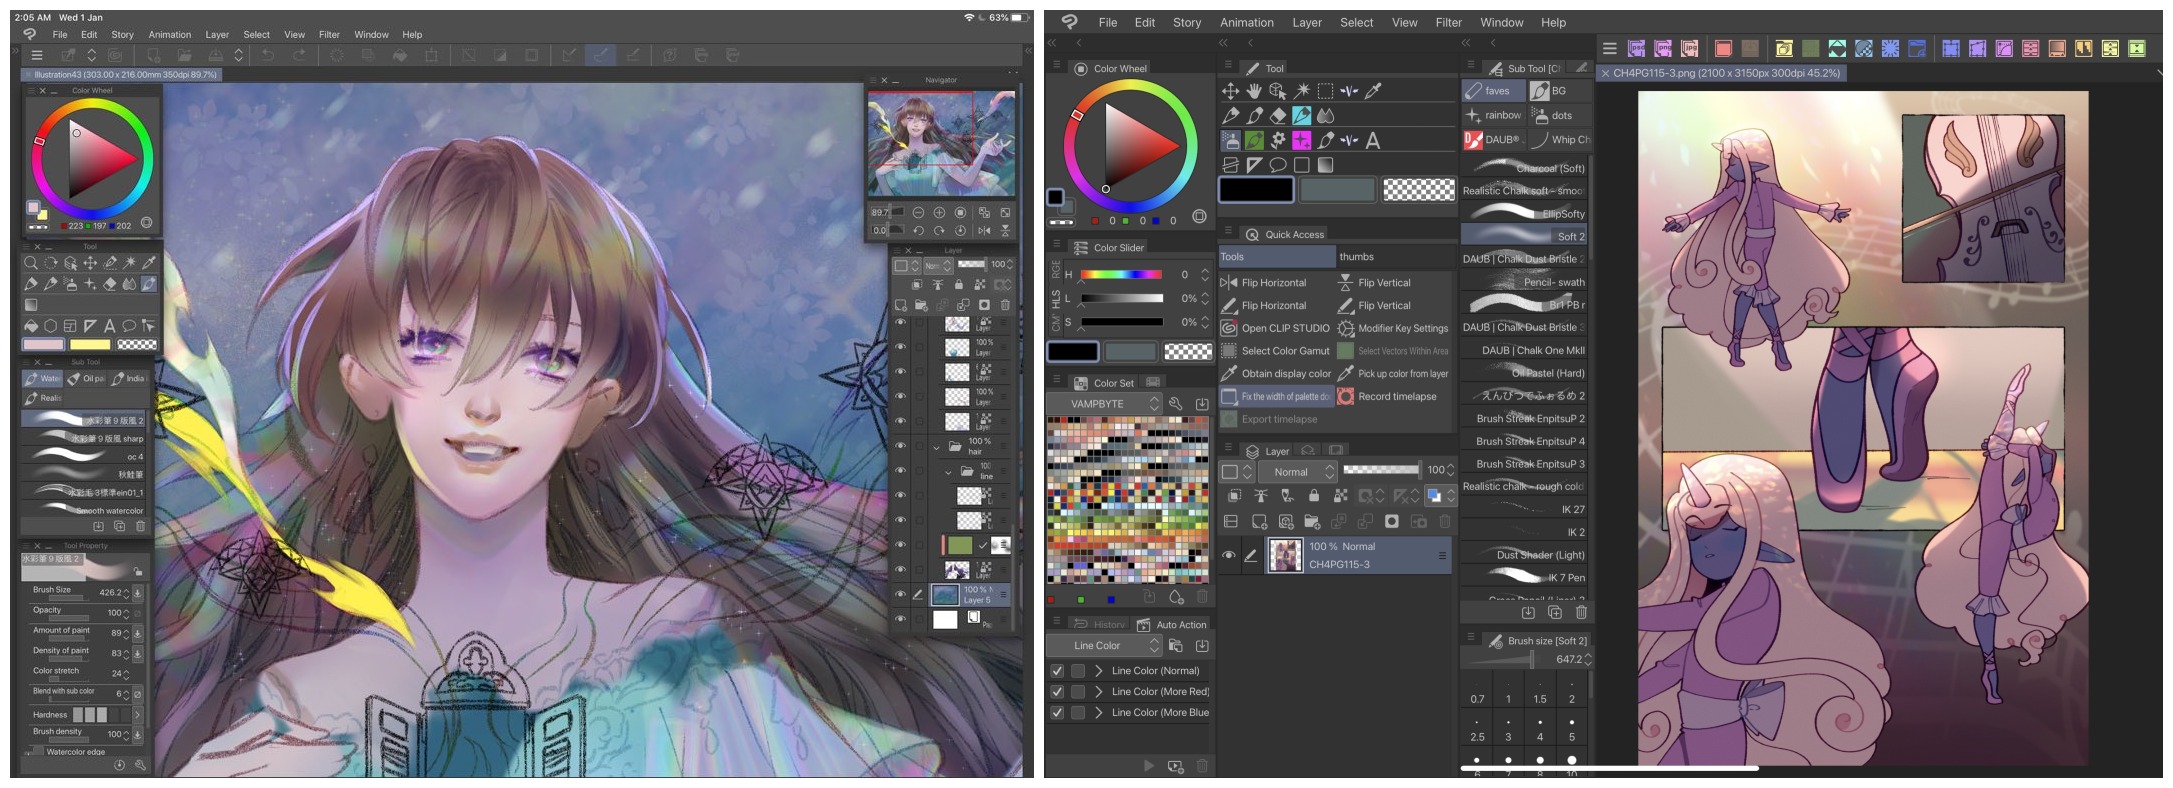 2:05 AM Wed 1 Jan
63%
File Edit Story Animation Layer Select View Filter Window Help
Illustration43 (303.00 x 216.00mm 350dpi 89.7%)
Color Wheel
223 197 202
Tool
Sub Tool
Wate Oil pa India
Realis
水彩筆9版風 2
水彩筆9版風 sharp
oc 4
秋鮭筆
水彩毛3標準ein01_1
Smooth watercolor
Tool Property
水彩筆9版風 2
Brush Size 426.2
Opacity 100
Amount of paint 89
Density of paint 83
Color stretch 24
Blend with sub color 6
Hardness
Brush density 100
Watercolor edge
Navigator
89.7
0.0
Layer
100
Layer
100%
Layer
Layer
100%
Layer
Layer
100 %
hair
100
line
Layer
100 %
Layer 5
File Edit Story Animation Layer Select View Filter Window Help
Color Wheel
0 0 0
Color Slider
H 0
L 0%
S 0%
Color Set
VAMPBYTE
History Auto Action
Line Color
Line Color (Normal)
Line Color (More Red)
Line Color (More Blue
Tool
Quick Access
Tools thumbs
Flip Horizontal Flip Vertical
Flip Horizontal Flip Vertical
Open CLIP STUDIO Modifier Key Settings
Select Color Gamut Select Vectors Within Area
Obtain display color Pick up color from layer
Fix the width of palette do Record timelapse
Export timelapse
Layer
Normal 100
100 % Normal
CH4PG115-3
Sub Tool [C
faves BG
rainbow dots
DAUB® Whip Ch
Charcoal (Soft)
Realistic Chalk soft - smoo
EllipSofty
Soft 2
DAUB | Chalk Dust Bristle 2
Pencil- swath
Br1 PB r
DAUB | Chalk Dust Bristle 3
DAUB | Chalk One MkII
Oil Pastel (Hard)
えんぴつでふぉるめ 2
Brush Streak EnpitsuP 2
Brush Streak EnpitsuP 4
Brush Streak EnpitsuP 3
Realistic chalk - rough cold
IK 27
IK 2
Dust Shader (Light)
IK 7 Pen
Brush size [Soft 2]
647.2
0.7 1 1.5 2
2.5 3 4 5
6 7 8 10
psd png jpg
CH4PG115-3.png (2100 x 3150px 300dpi 45.2%)